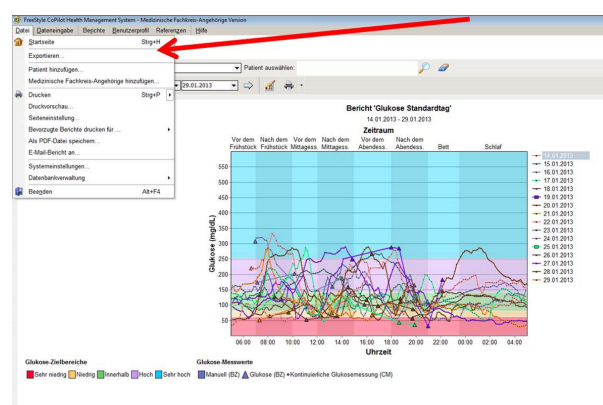 FreeStyle CoPilot Health Management System - Medizinische Fachkreis-Angehörige Version
Datei Dateneingabe Berichte Benutzerprofil Referenzen Hilfe
Startseite Strg+H
Exportieren...
Patient hinzufügen...
Medizinische Fachkreis-Angehörige hinzufügen...
Drucken Strg+P
Druckvorschau...
Seiteneinstellung...
Bevorzugte Berichte drucken für ...
Als PDF-Datei speichern...
E-Mail-Bericht an...
Systemeinstellungen...
Datenbankverwaltung
Beenden Alt+F4
Patient auswählen:
29.01.2013
Bericht 'Glukose Standardtag'
14.01.2013 - 29.01.2013
Zeitraum
Vor dem Frühstück
Nach dem Frühstück
Vor dem Mittagess.
Nach dem Mittagess.
Vor dem Abendess.
Nach dem Abendess.
Bett
Schlaf
Glukose (mg/dL)
550
500
450
400
350
300
250
200
150
100
50
06:00 08:00 10:00 12:00 14:00 16:00 18:00 20:00 22:00 00:00 02:00 04:00
Uhrzeit
14.01.2013
15.01.2013
16.01.2013
17.01.2013
18.01.2013
19.01.2013
20.01.2013
21.01.2013
22.01.2013
23.01.2013
24.01.2013
25.01.2013
26.01.2013
27.01.2013
28.01.2013
29.01.2013
Glukose-Zielbereiche
Sehr niedrig Niedrig Innerhalb Hoch Sehr hoch
Glukose-Messwerte
Manuell (BZ) Glukose (BZ) Kontinuierliche Glukosemessung (CM)